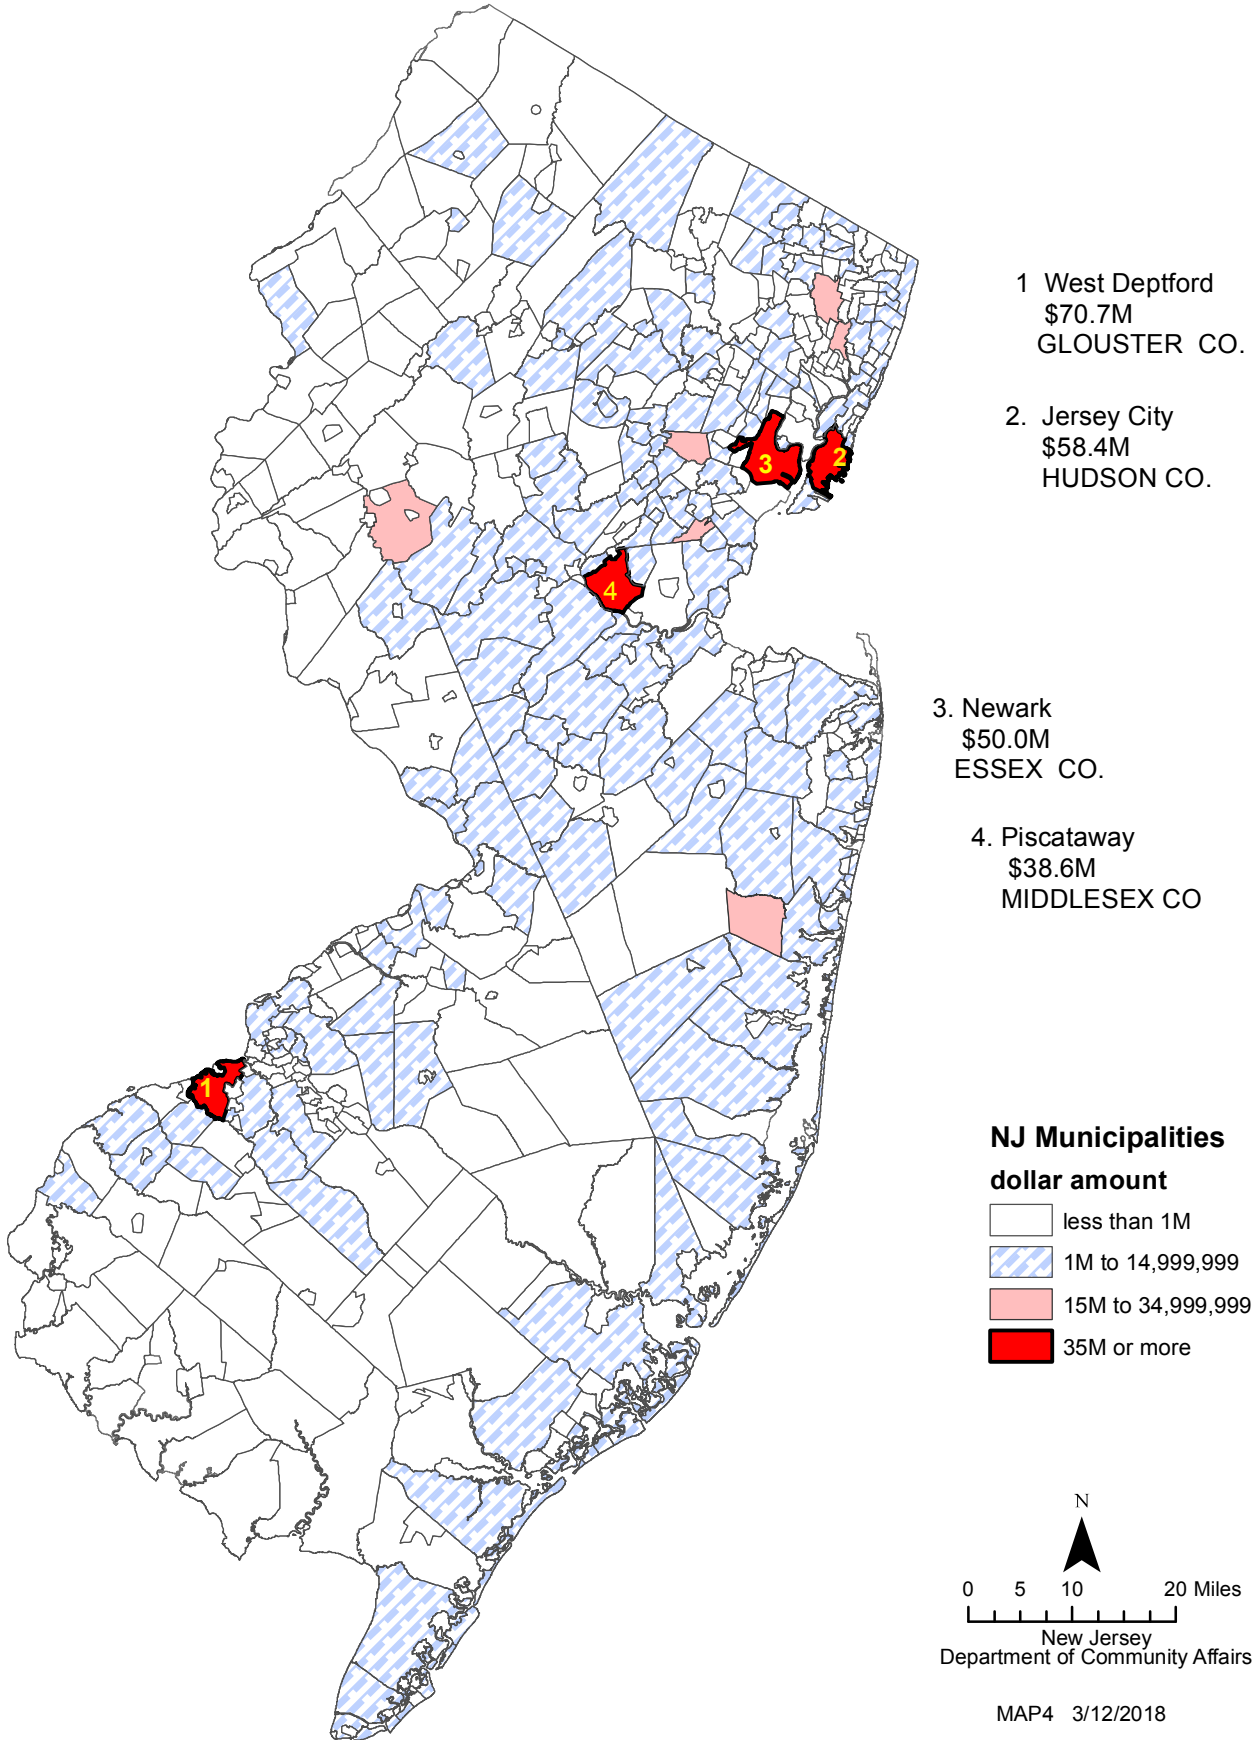 1 West Deptford
$70.7M
GLOUSTER CO.
2. Jersey City
$58.4M
HUDSON CO.
3
2
4
3. Newark
$50.0M
ESSEX CO.
4. Piscataway
$38.6M
MIDDLESEX CO
1
NJ Municipalities
dollar amount
less than 1M
1M to 14,999,999
15M to 34,999,999
35M or more
N
0 5 10 20 Miles
New Jersey
Department of Community Affairs
MAP4 3/12/2018